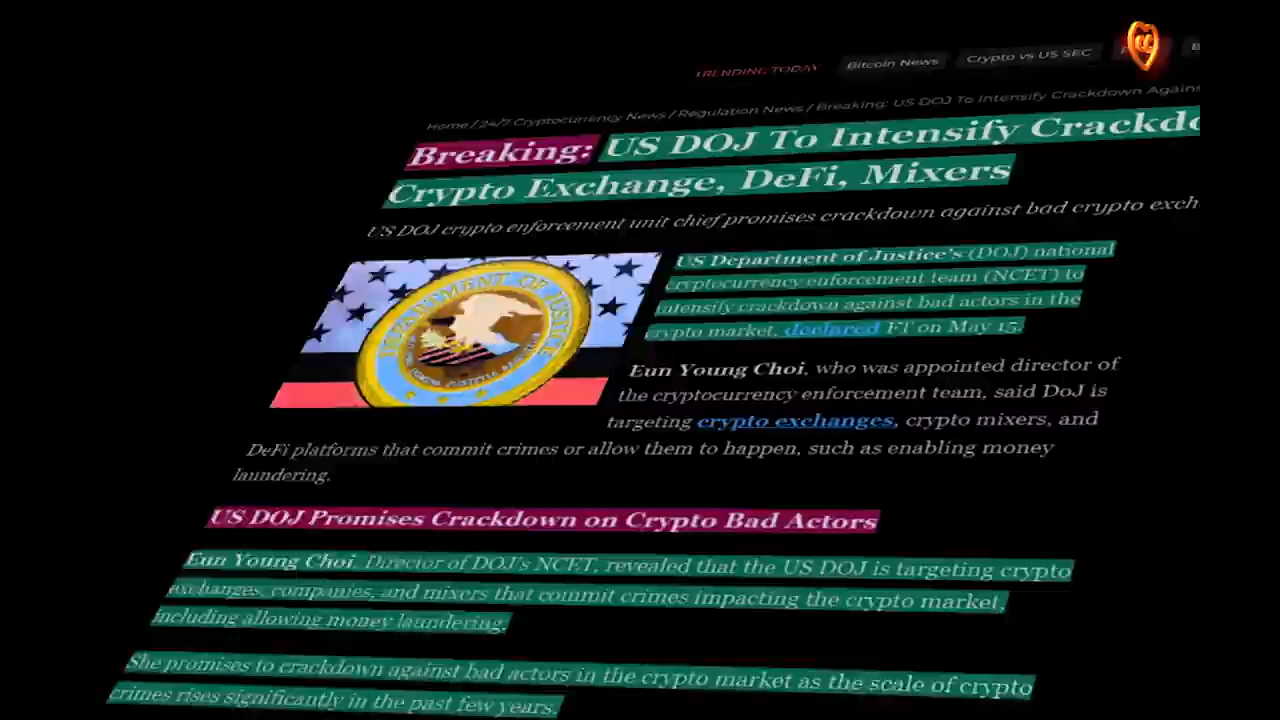 TRENDING TODAY Bitcoin News Crypto vs US SEC
Home / 24/7 Cryptocurrency News / Regulation News / Breaking: US DOJ To Intensify Crackdown Against
Breaking: US DOJ To Intensify Crackdo
Crypto Exchange, DeFi, Mixers
US DOJ crypto enforcement unit chief promises crackdown against bad crypto exch
DEPARTMENT OF JUSTICE
US Department of Justice's (DOJ) national
cryptocurrency enforcement team (NCET) to
intensify crackdown against bad actors in the
crypto market, declared FT on May 15.
Eun Young Choi, who was appointed director of
the cryptocurrency enforcement team, said DoJ is
targeting crypto exchanges, crypto mixers, and
DeFi platforms that commit crimes or allow them to happen, such as enabling money
laundering.
US DOJ Promises Crackdown on Crypto Bad Actors
Eun Young Choi, Director of DOJ's NCET, revealed that the US DOJ is targeting crypto
exchanges, companies, and mixers that commit crimes impacting the crypto market,
including allowing money laundering.
She promises to crackdown against bad actors in the crypto market as the scale of crypto
crimes rises significantly in the past few years.